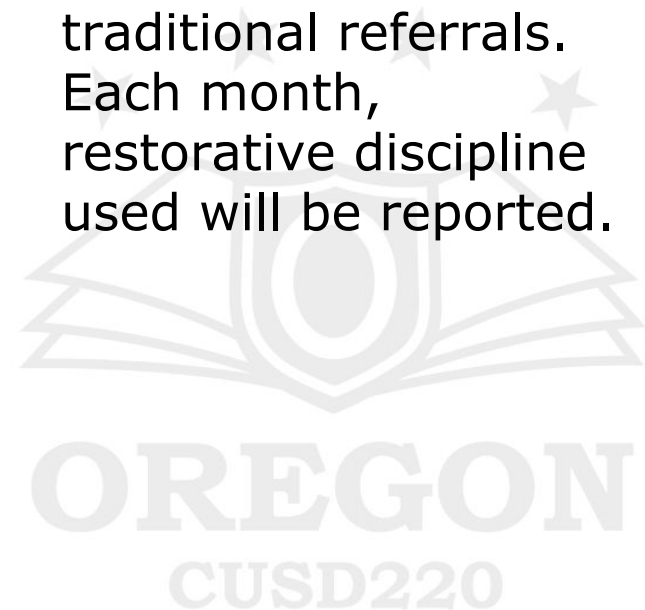 traditional referrals.
Each month,
restorative discipline
used will be reported.
OREGON
CUSD220